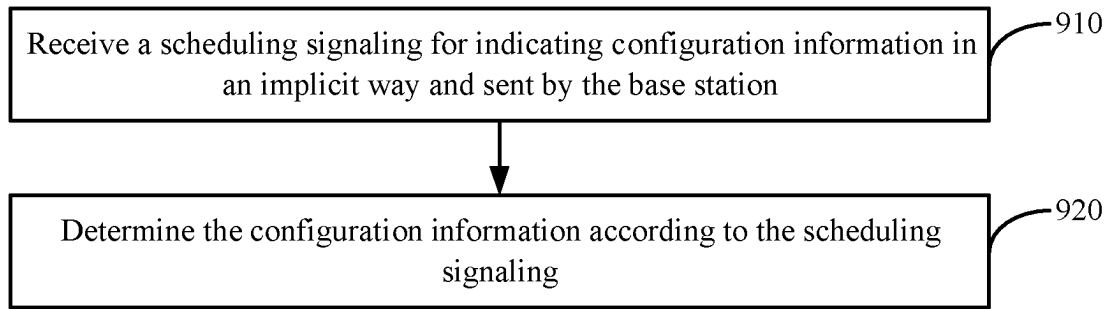 910
Receive a scheduling signaling for indicating configuration information in
an implicit way and sent by the base station
920
Determine the configuration information according to the scheduling
signaling